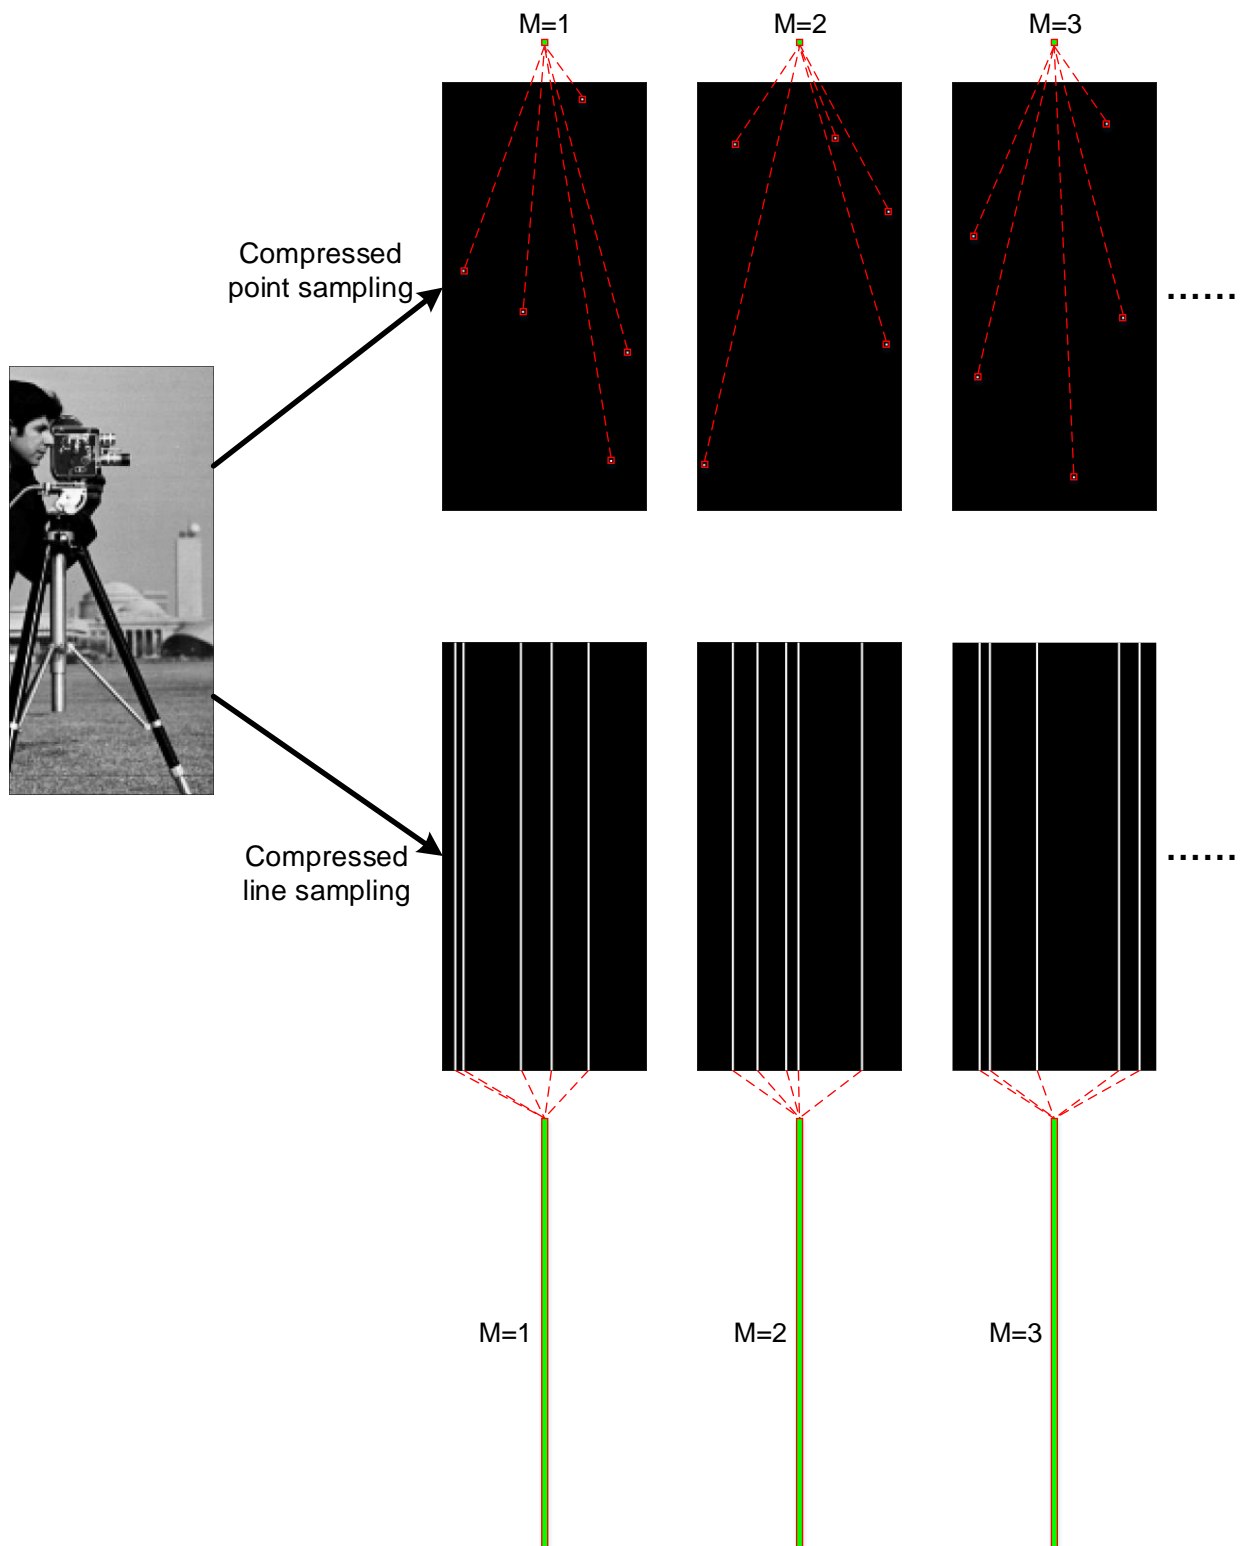 M=1
M=2
M=3
Compressed
point sampling
......
Compressed
line sampling
......
M=1
M=2
M=3